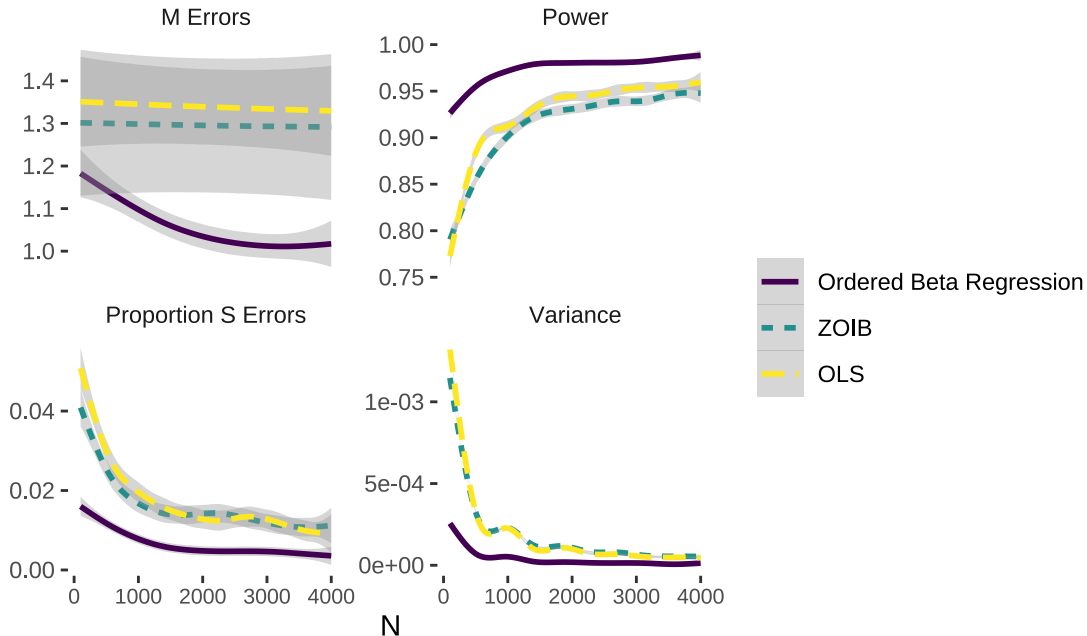 M Errors
1.4
1.3
1.2
1.1
1.0
Power
1.00
0.95
0.90
0.85
0.80
0.75
Proportion S Errors
0.04
0.02
0.00
0 1000 2000 3000 4000
Variance
1e-03
5e-04
0e+00
0 1000 2000 3000 4000
N
Ordered Beta Regression
ZOIB
OLS